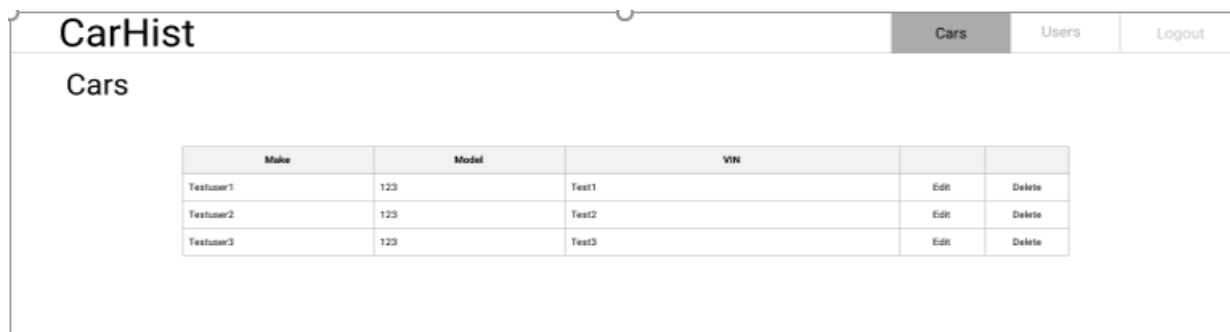 CarHist Cars Users Logout
Cars
Make Model VIN
Testuser1 123 Test1 Edit Delete
Testuser2 123 Test2 Edit Delete
Testuser3 123 Test3 Edit Delete